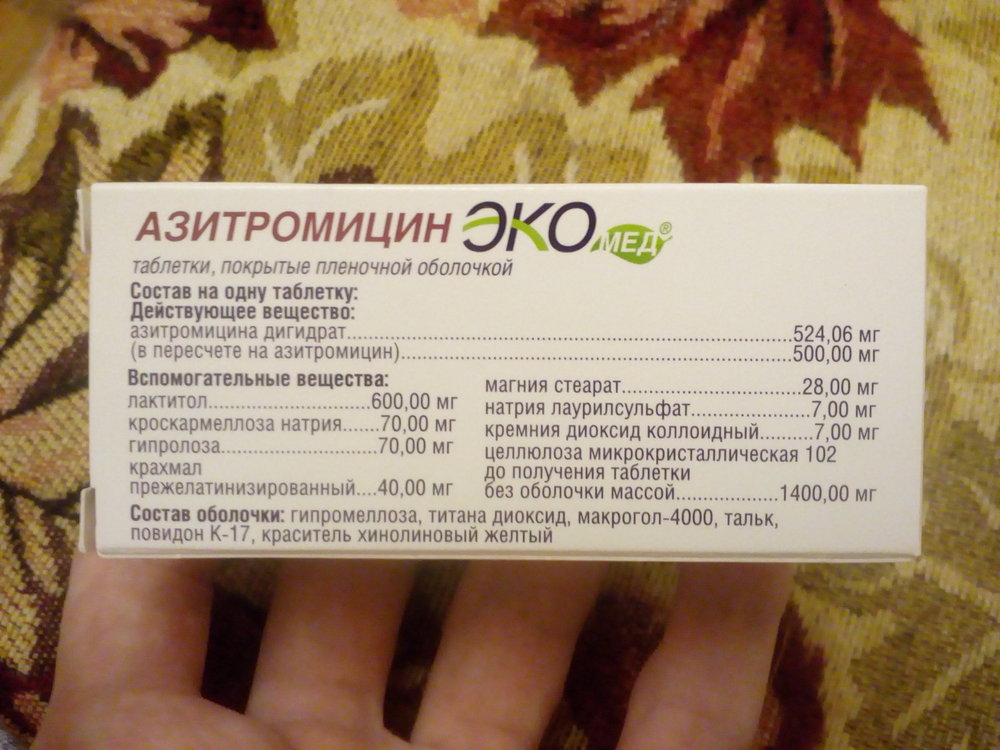 АЗИТРОМИЦИН ЭКОМЕД®
таблетки, покрытые пленочной оболочкой
Состав на одну таблетку:
Действующее вещество:
азитромицина дигидрат..........524,06 мг
(в пересчете на азитромицин)..........500,00 мг
Вспомогательные вещества:
лактитол..........600,00 мг
кроскармеллоза натрия......70,00 мг
гипролоза..........70,00 мг
крахмал
прежелатинизированный....40,00 мг
магния стеарат..........28,00 мг
натрия лаурилсульфат..........7,00 мг
кремния диоксид коллоидный..........7,00 мг
целлюлоза микрокристаллическая 102
до получения таблетки
без оболочки массой..........1400,00 мг
Состав оболочки: гипромеллоза, титана диоксид, макрогол-4000, тальк,
повидон К-17, краситель хинолиновый желтый